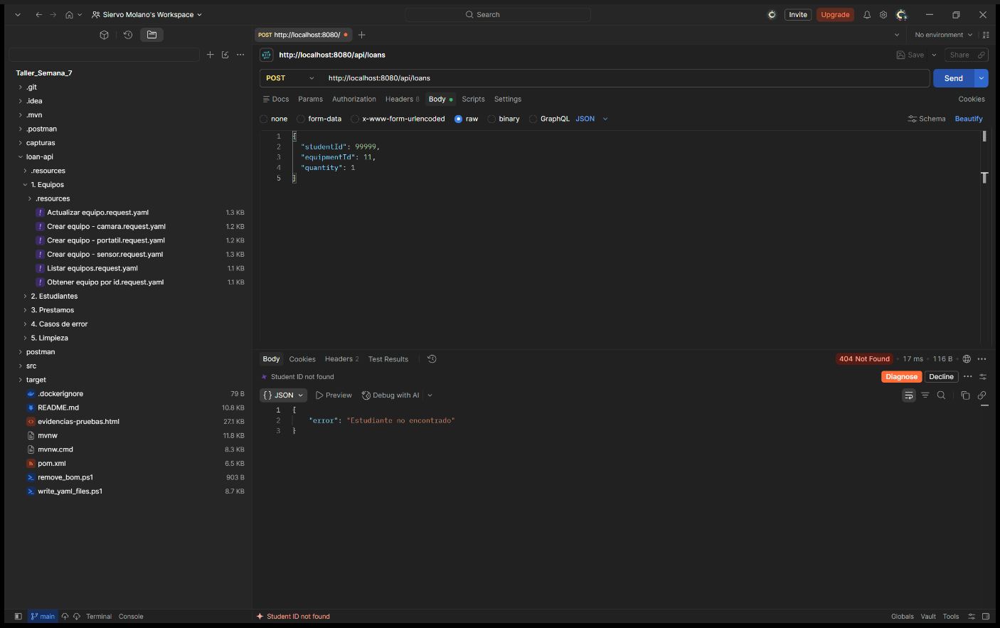 Siervo Molano's Workspace
Search
Invite
Upgrade
POST http://localhost:8080/
No environment
HTTP http://localhost:8080/api/loans
Save
Share
Taller_Semana_7
.git
.idea
.mvn
.postman
capturas
loan-api
.resources
1. Equipos
.resources
Actualizar equipo.request.yaml 1.3 KB
Crear equipo - camara.request.yaml 1.2 KB
Crear equipo - portatil.request.yaml 1.2 KB
Crear equipo - sensor.request.yaml 1.3 KB
Listar equipos.request.yaml 1.1 KB
Obtener equipo por id.request.yaml 1.1 KB
2. Estudiantes
3. Prestamos
4. Casos de error
5. Limpieza
postman
src
target
.dockerignore 79 B
README.md 10.8 KB
evidencias-pruebas.html 27.1 KB
mvnw 11.8 KB
mvnw.cmd 8.3 KB
pom.xml 6.5 KB
remove_bom.ps1 903 B
write_yaml_files.ps1 8.7 KB
POST http://localhost:8080/api/loans
Send
Docs Params Authorization Headers 8 Body Scripts Settings
Cookies
none form-data x-www-form-urlencoded raw binary GraphQL JSON
Schema Beautify
1 {
2 "studentId": 99999,
3 "equipmentId": 11,
4 "quantity": 1
5 }
Body Cookies Headers 2 Test Results
404 Not Found • 17 ms • 116 B
Student ID not found
Diagnose Decline
{ } JSON Preview Debug with AI
1 {
2 "error": "Estudiante no encontrado"
3 }
main Terminal Console
Student ID not found
Globals Vault Tools